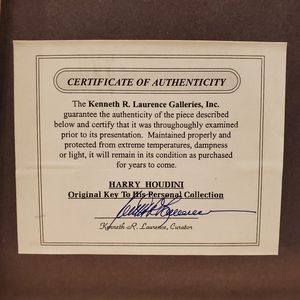 CERTIFICATE OF AUTHENTICITY
The Kenneth R. Laurence Galleries, Inc.
guarantee the authenticity of the piece described
below and certify that it was throughoughly examined
prior to its presentation. Maintained properly and
protected from extreme temperatures, dampness
or light, it will remain in its condition as purchased
for years to come.
HARRY HOUDINI
Original Key To His Personal Collection
Kenneth R. Laurence, Curator